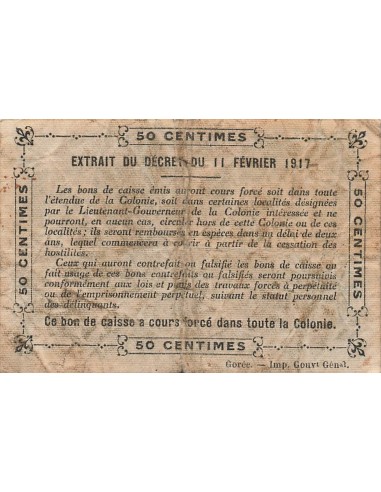 50 CENTIMES
EXTRAIT DU DÉCRET DU 11 FÉVRIER 1917
Les bons de caisse émis auront cours forcé soit dans toute
l'étendue de la Colonie, soit dans certaines localités désignées
par le Lieutenant-Gouverneur de la Colonie intéressée et ne
pourront, en aucun cas, circuler hors de cette Colonie ou de ces
localités; ils seront remboursés en espèces dans un délai de deux
ans, lequel commencera à courir à partir de la cessation des
hostilités.
Ceux qui auront contrefait ou falsifié les bons de caisse ou
fait usage de ces bons contrefaits ou falsifiés seront poursuivis
conformément aux lois et punis des travaux forcés à perpétuité
ou de l'emprisonnement perpétuel, suivant le statut personnel
des délinquants.
Ce bon de caisse a cours forcé dans toute la Colonie.
50 CENTIMES
50 CENTIMES
50 CENTIMES
Gorée. — Imp. Gouvt Génal.